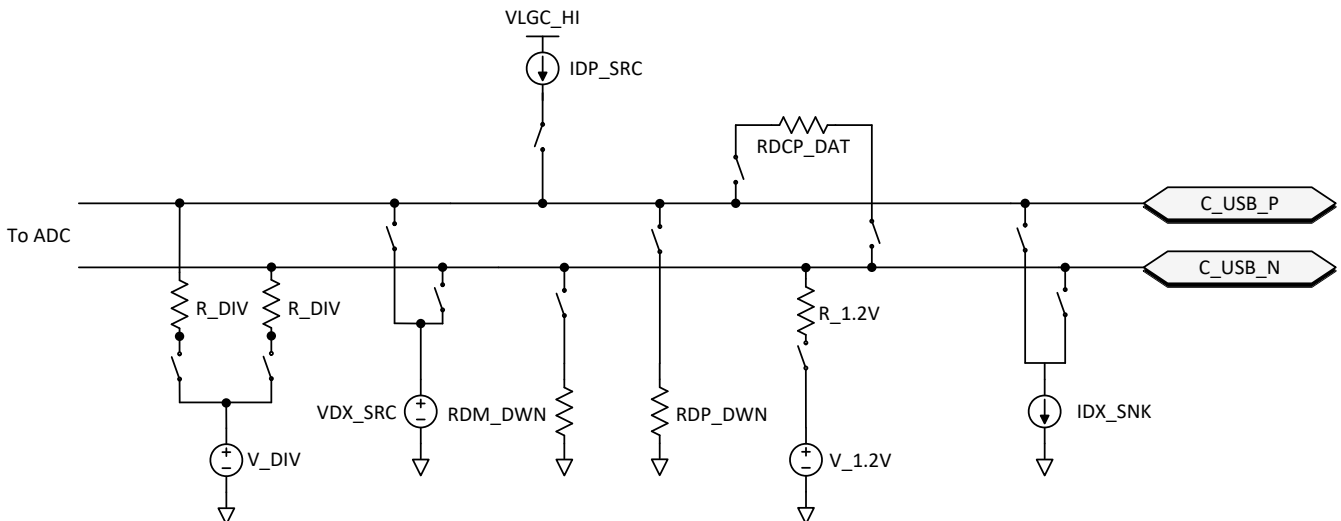 VLGC_HI
IDP_SRC
RDCP_DAT
C_USB_P
To ADC
C_USB_N
R_DIV
R_DIV
R_1.2V
VDX_SRC
RDM_DWN
RDP_DWN
IDX_SNK
V_DIV
V_1.2V